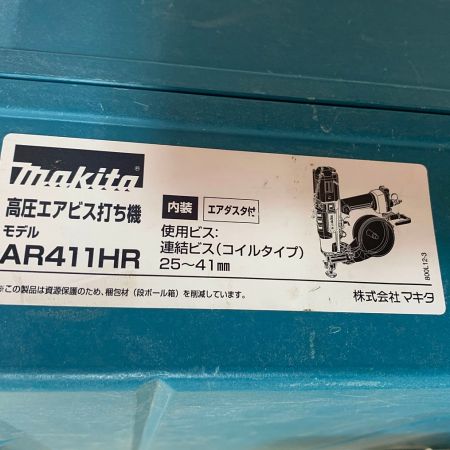 makita®
高圧エアビス打ち機
モデル
AR411HR
内装 エアダスタ付
使用ビス:
連結ビス(コイルタイプ)
25～41mm
※この製品は資源保護のため、梱包材(段ボール箱)を削減しています。
株式会社マキタ
800L12-3